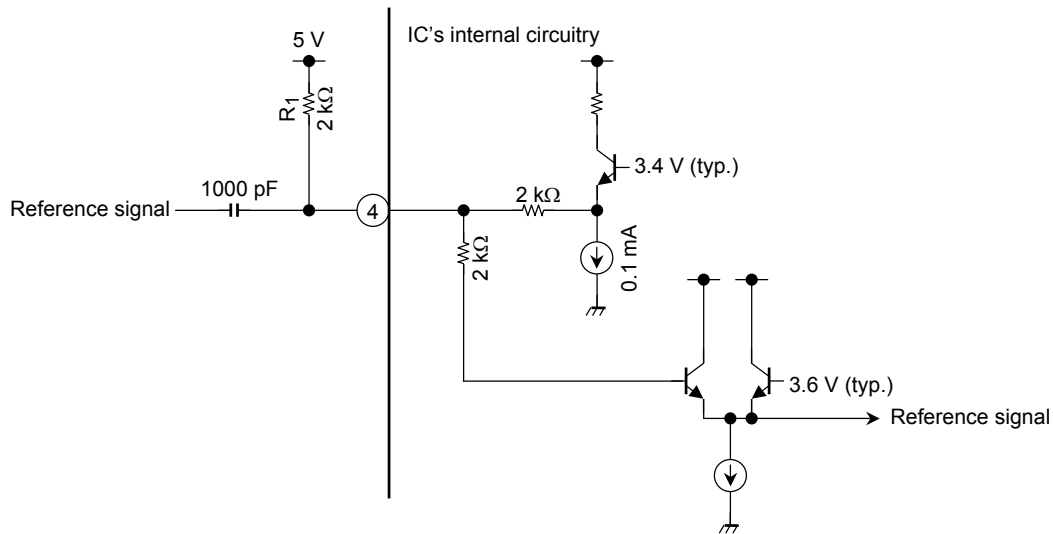 5 V
IC's internal circuitry
R1
2 kΩ
3.4 V (typ.)
1000 pF
2 kΩ
Reference signal
4
2 kΩ
0.1 mA
3.6 V (typ.)
Reference signal